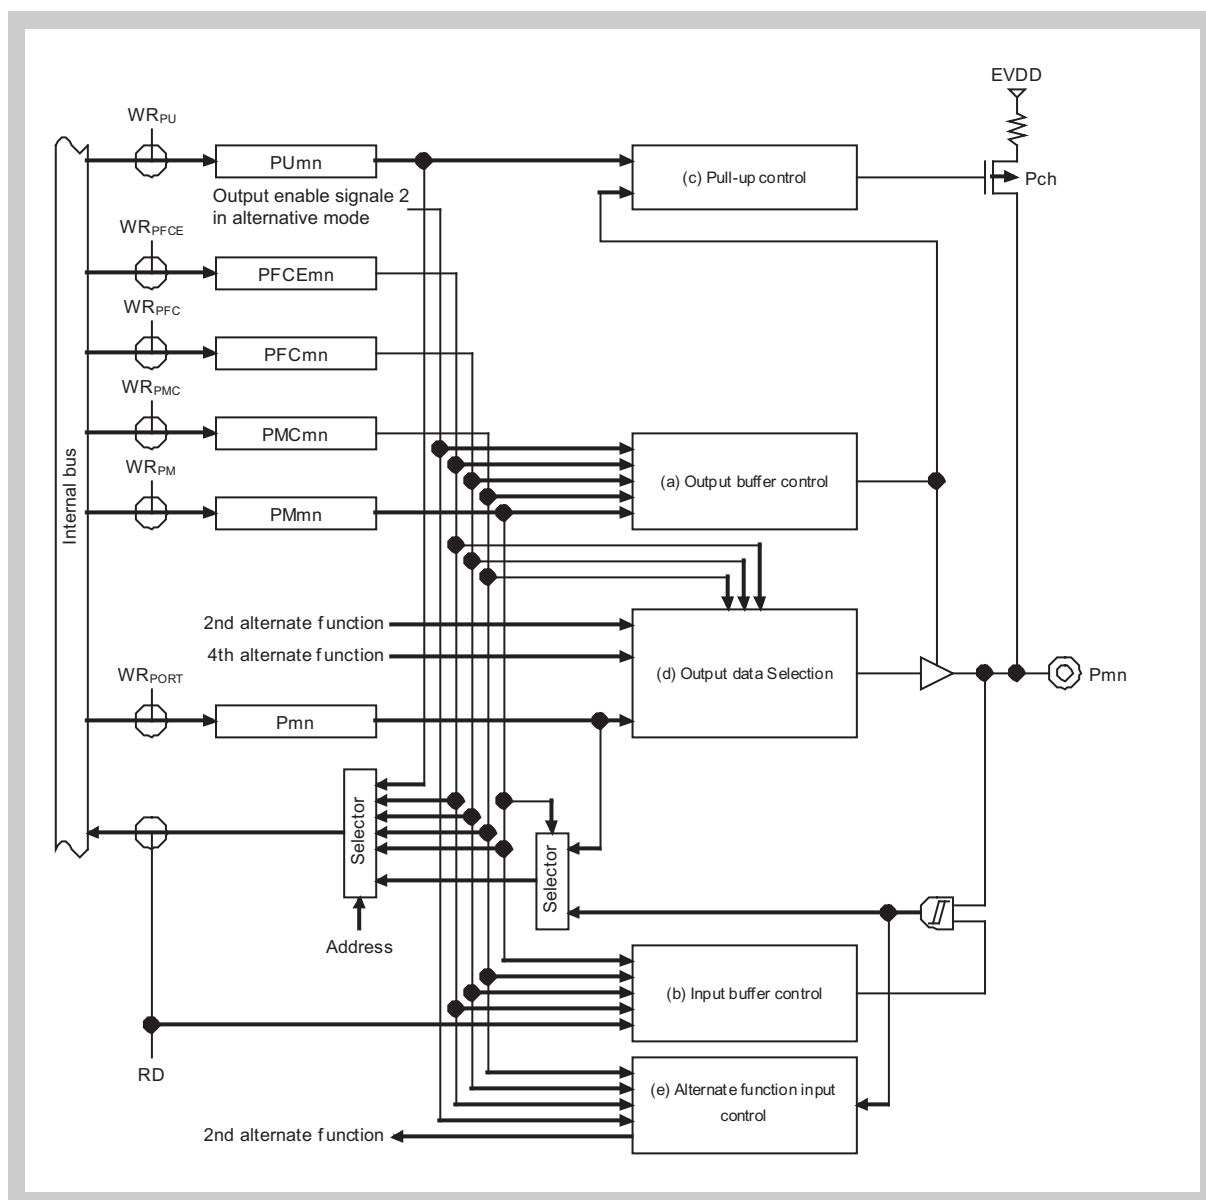 EVDD
WRPU
PUmn
(c) Pull-up control
Pch
Output enable signale 2
in alternative mode
WRPFCE
PFCEmn
WRPFC
PFCmn
WRPMC
PMCmn
(a) Output buffer control
WRPM
PMmn
Internal bus
2nd alternate function
4th alternate function
(d) Output data Selection
Pmn
WRPORT
Pmn
Selector
Selector
Address
(b) Input buffer control
RD
(e) Alternate function input
control
2nd alternate function